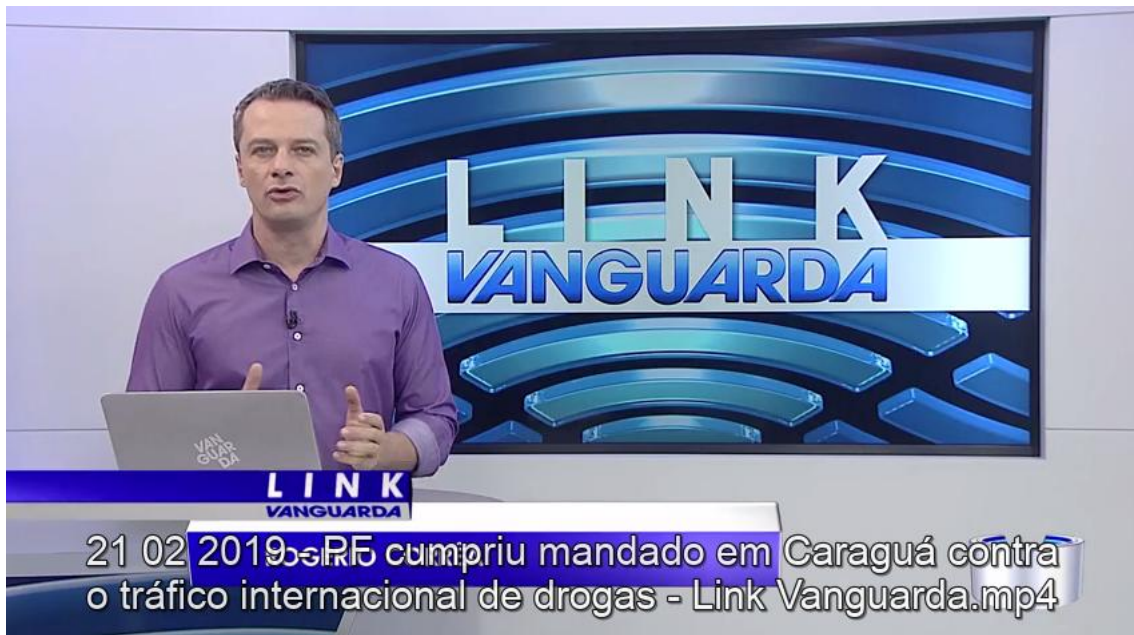 LINK
VANGUARDA
VAN
GUAR
DA
LINK
VANGUARDA
ROGÉRIO
21 02 2019 - PF cumpriu mandado em Caraguá contra
o tráfico internacional de drogas - Link Vanguarda.mp4